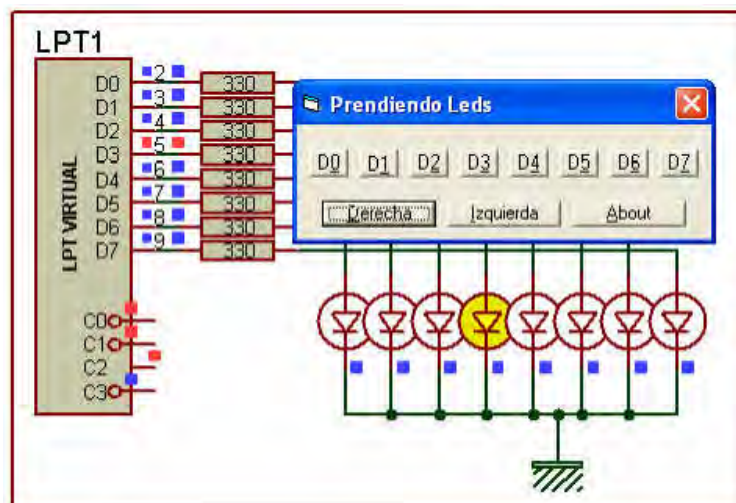 LPT1
LPT VIRTUAL
D0 2 330
D1 3 330
D2 4 330
D3 5 330
D4 6 330
D5 7 330
D6 8 330
D7 9 330
C0
C1
C2
C3
Prendiendo Leds
D0 D1 D2 D3 D4 D5 D6 D7
Derecha Izquierda About